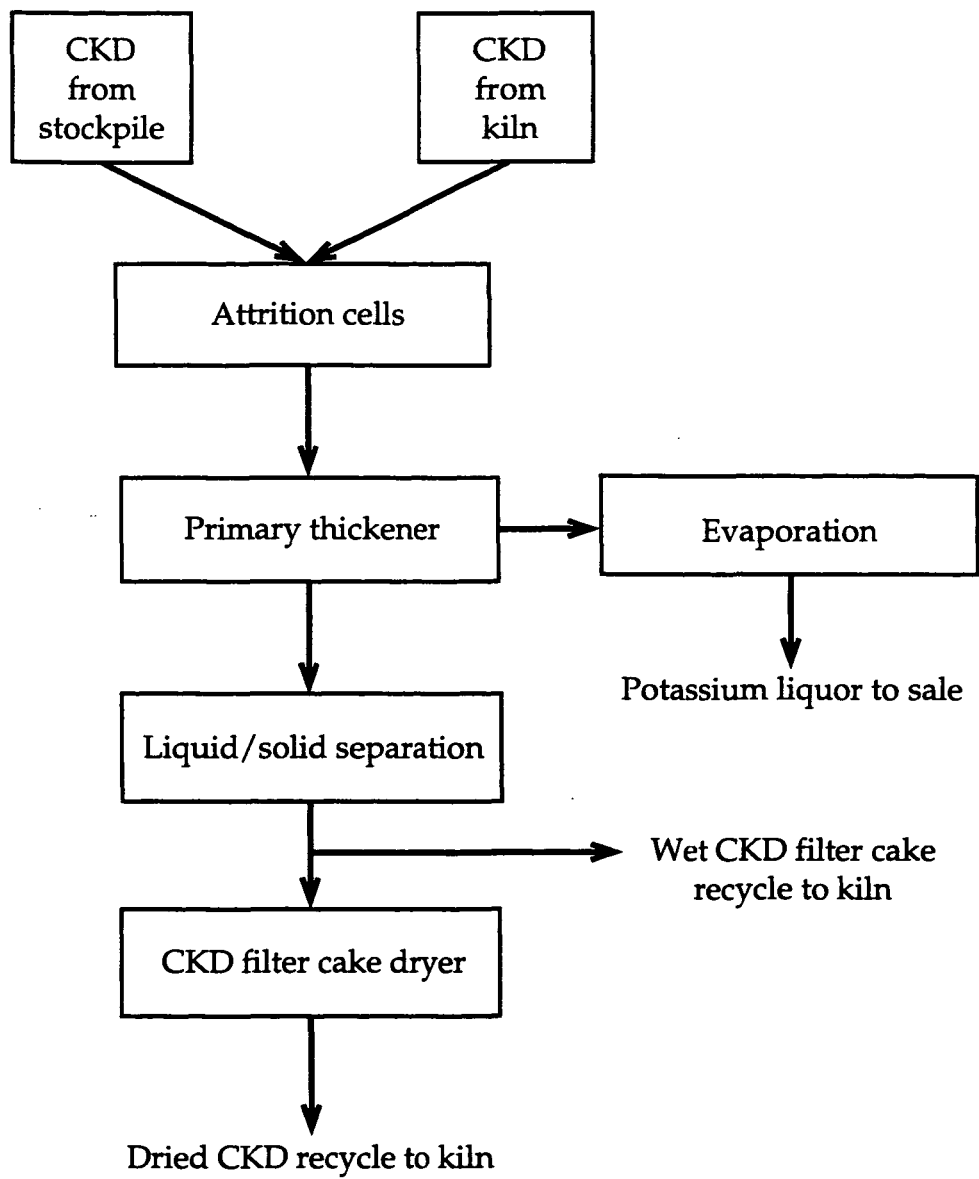 CKD
from
stockpile
CKD
from
kiln
Attrition cells
Primary thickener
Evaporation
Potassium liquor to sale
Liquid/solid separation
Wet CKD filter cake
recycle to kiln
CKD filter cake dryer
Dried CKD recycle to kiln